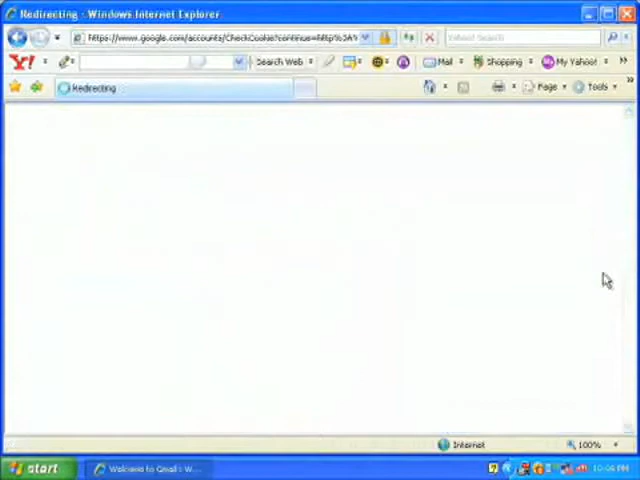 Redirecting : Windows Internet Explorer
https://www.google.com/accounts/CheckCookie?continue=http%3A%
Yahoo! Search
Y! Search Web Mail Shopping My Yahoo! »
Redirecting Page Tools »
Internet 100%
start Welcome to Gmail : W... 10:04 PM